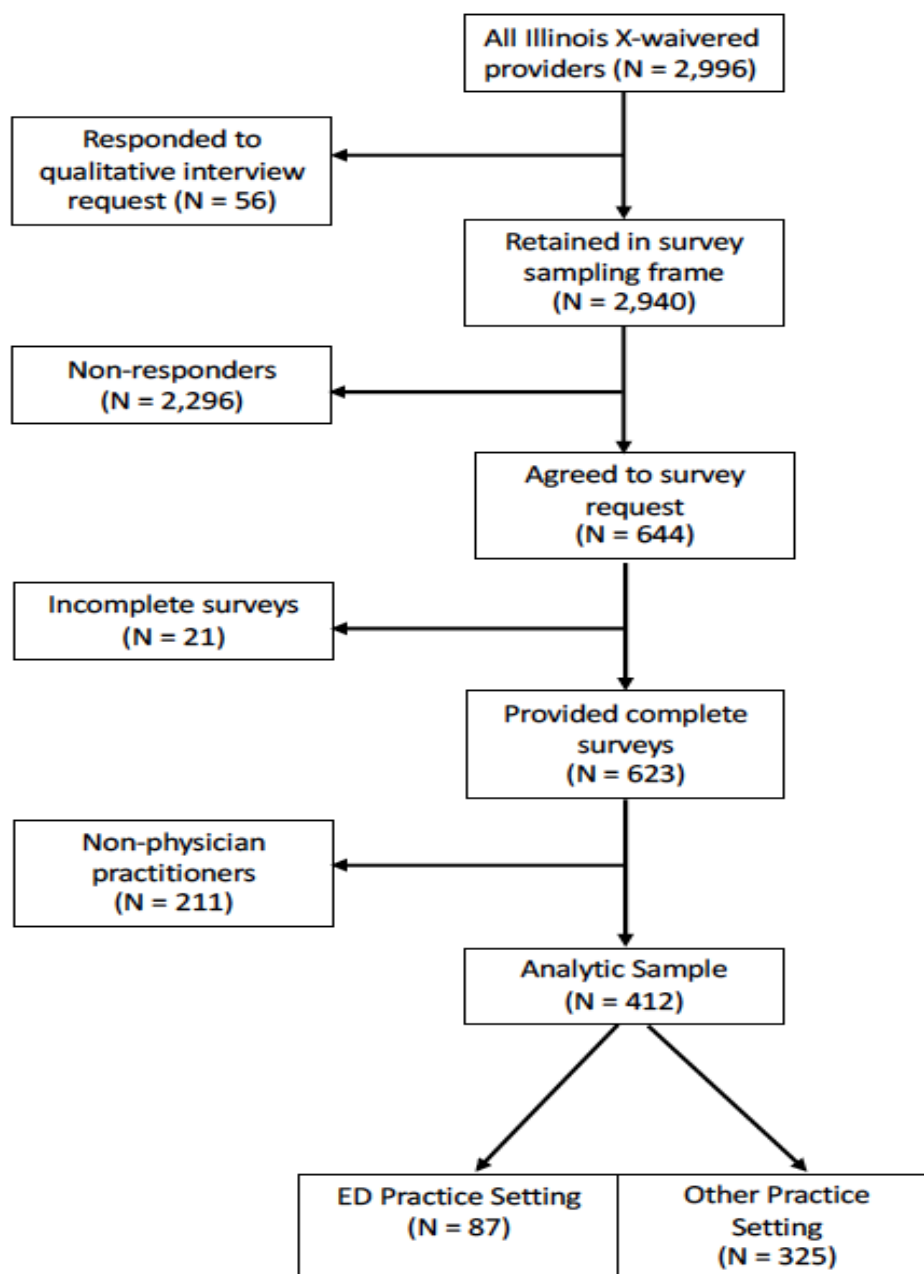 All Illinois X-waivered
providers (N = 2,996)
Responded to
qualitative interview
request (N = 56)
Retained in survey
sampling frame
(N = 2,940)
Non-responders
(N = 2,296)
Agreed to survey
request
(N = 644)
Incomplete surveys
(N = 21)
Provided complete
surveys
(N = 623)
Non-physician
practitioners
(N = 211)
Analytic Sample
(N = 412)
ED Practice Setting
(N = 87)
Other Practice
Setting
(N = 325)